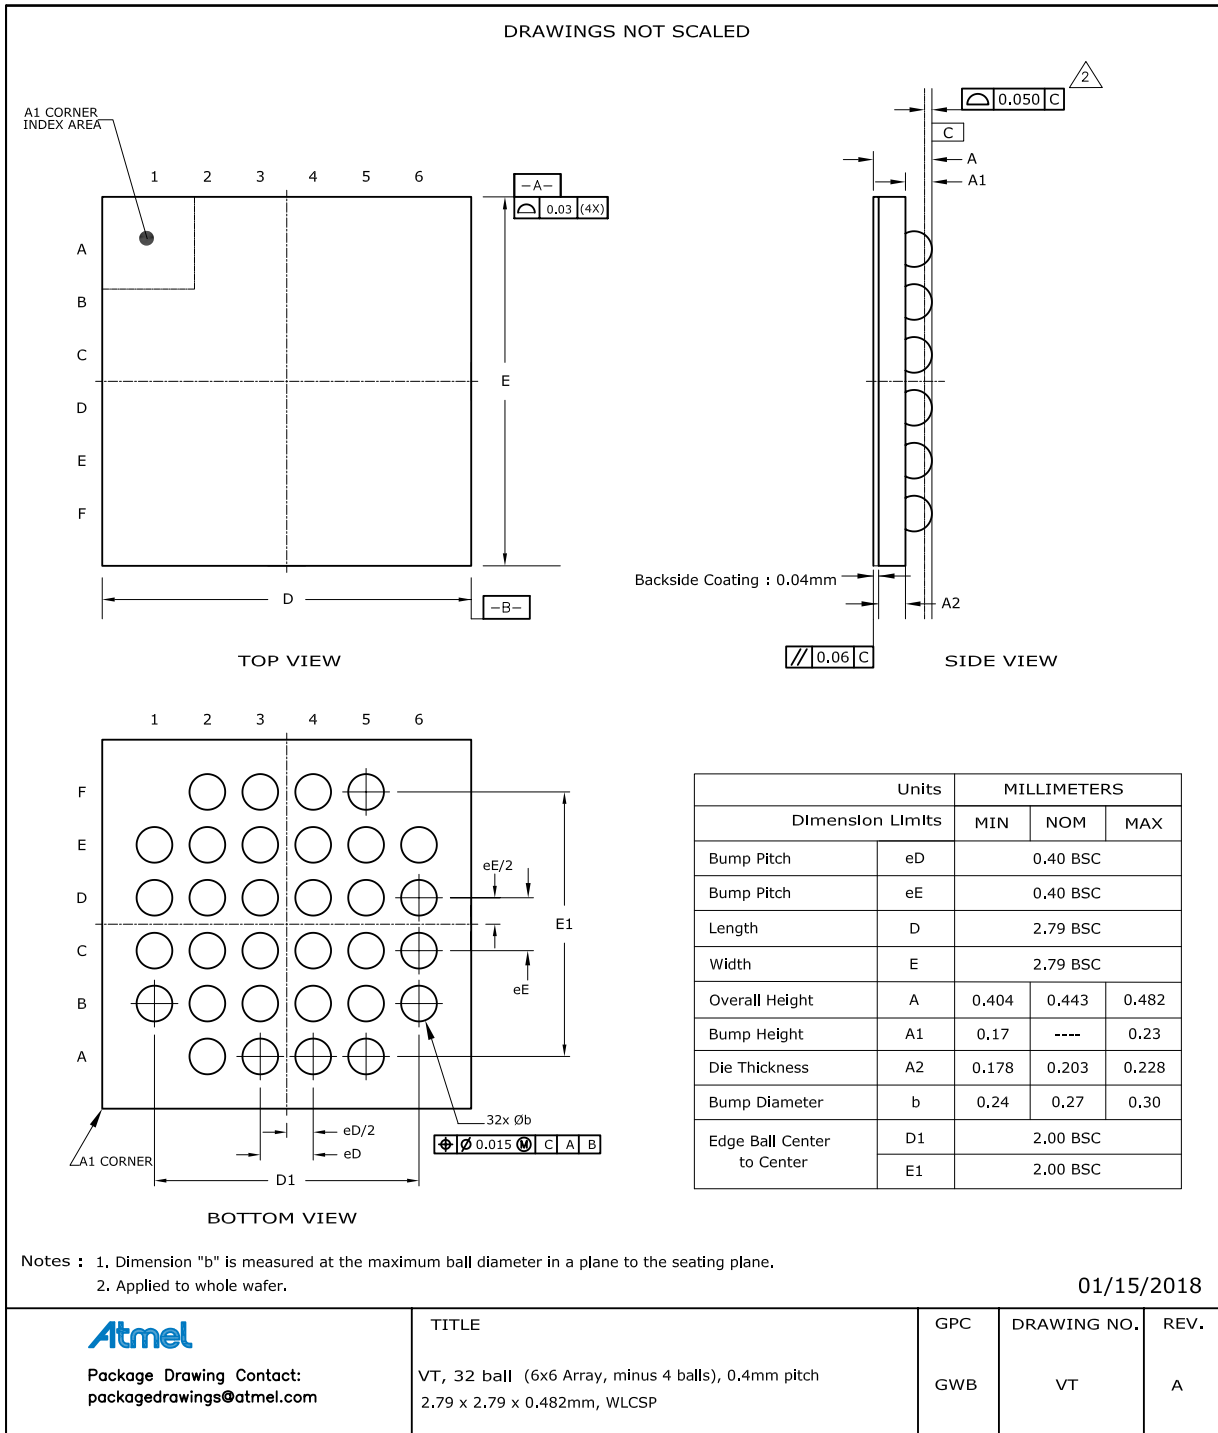 DRAWINGS NOT SCALED
2
0.050 C
C
A1 CORNER
INDEX AREA
A
A1
1 2 3 4 5 6
-A-
0.03 (4X)
A
B
C
D
E
F
E
Backside Coating : 0.04mm
A2
D
-B-
// 0.06 C
TOP VIEW
SIDE VIEW
1 2 3 4 5 6
F
E
D
C
B
A
eE/2
E1
eE
32x Øb
⌖ Ø 0.015 Ⓜ C A B
eD/2
eD
A1 CORNER
D1
BOTTOM VIEW
Units MILLIMETERS
Dimension Limits MIN NOM MAX
Bump Pitch eD 0.40 BSC
Bump Pitch eE 0.40 BSC
Length D 2.79 BSC
Width E 2.79 BSC
Overall Height A 0.404 0.443 0.482
Bump Height A1 0.17 ---- 0.23
Die Thickness A2 0.178 0.203 0.228
Bump Diameter b 0.24 0.27 0.30
Edge Ball Center
to Center
D1 2.00 BSC
E1 2.00 BSC
Notes : 1. Dimension "b" is measured at the maximum ball diameter in a plane to the seating plane.
2. Applied to whole wafer.
01/15/2018
Atmel
Package Drawing Contact:
packagedrawings@atmel.com
TITLE
VT, 32 ball (6x6 Array, minus 4 balls), 0.4mm pitch
2.79 x 2.79 x 0.482mm, WLCSP
GPC
GWB
DRAWING NO.
VT
REV.
A